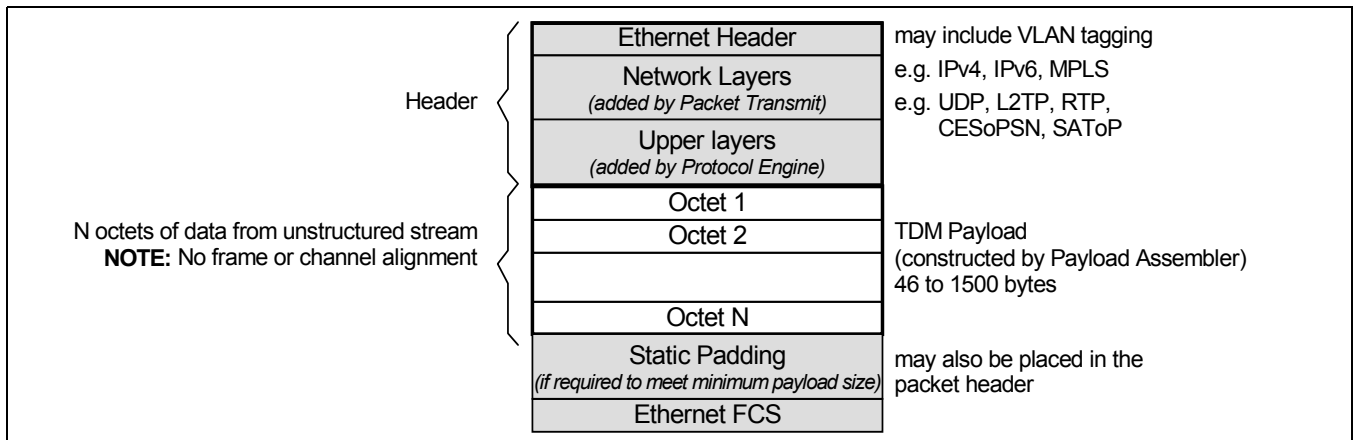 Ethernet Header
may include VLAN tagging
Header
Network Layers
(added by Packet Transmit)
e.g. IPv4, IPv6, MPLS
e.g. UDP, L2TP, RTP,
CESoPSN, SAToP
Upper layers
(added by Protocol Engine)
N octets of data from unstructured stream
NOTE: No frame or channel alignment
Octet 1
Octet 2
Octet N
TDM Payload
(constructed by Payload Assembler)
46 to 1500 bytes
Static Padding
(if required to meet minimum payload size)
may also be placed in the
packet header
Ethernet FCS